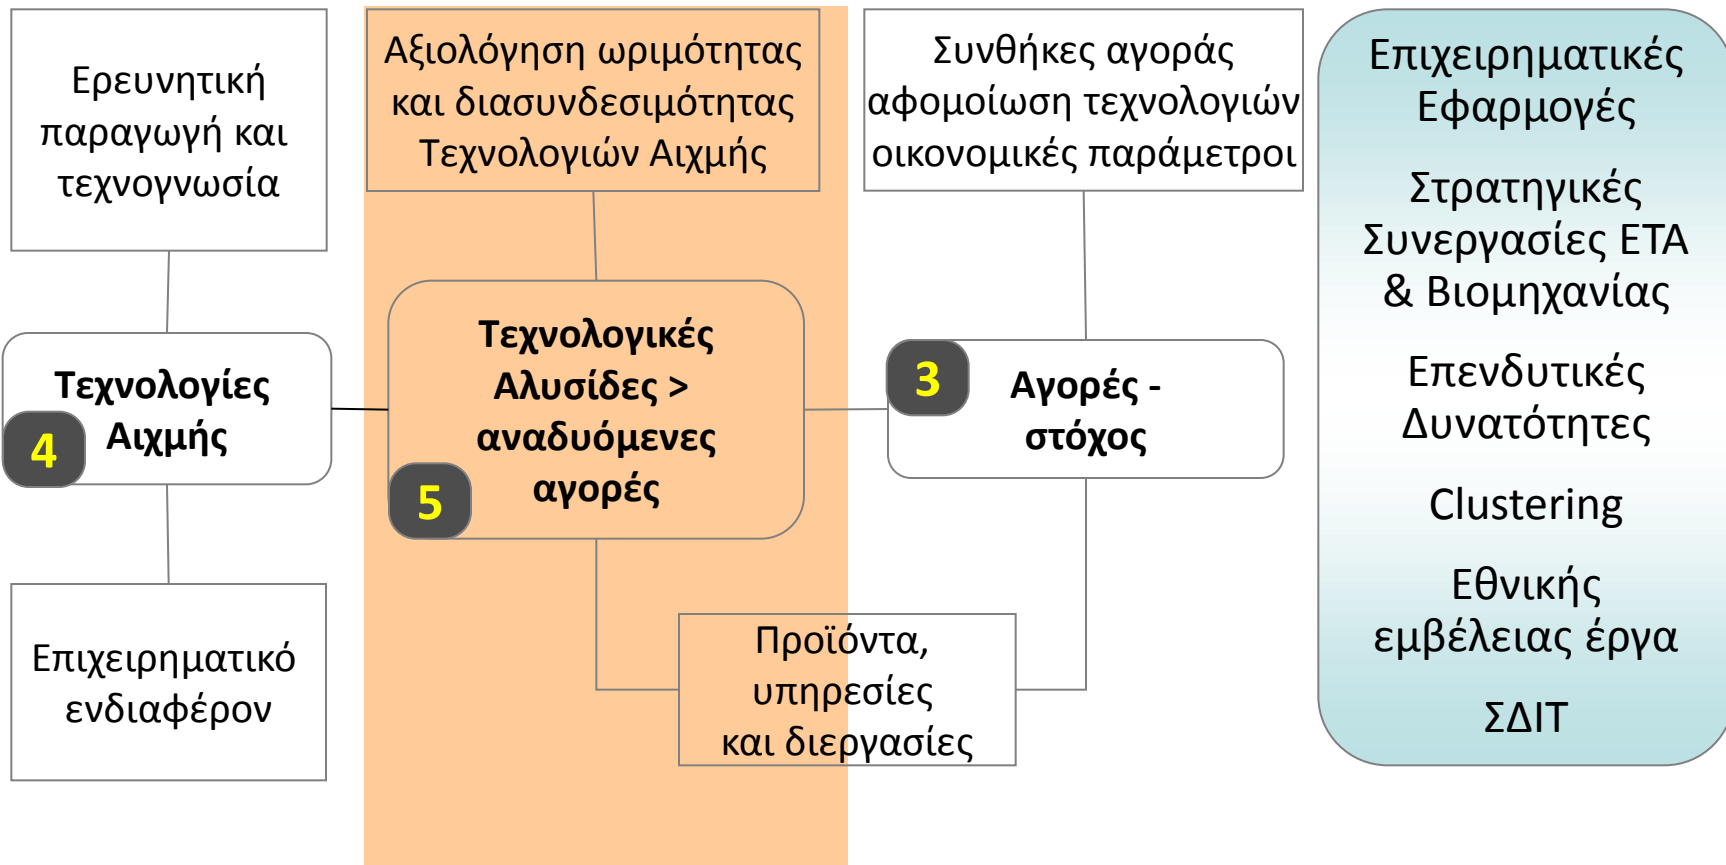 Ερευνητική
παραγωγή και
τεχνογνωσία
Αξιολόγηση ωριμότητας
και διασυνδεσιμότητας
Τεχνολογιών Αιχμής
Συνθήκες αγοράς
αφομοίωση τεχνολογιών
οικονομικές παράμετροι
Τεχνολογίες
Αιχμής
4
Τεχνολογικές
Αλυσίδες >
αναδυόμενες
αγορές
5
3
Αγορές -
στόχος
Επιχειρηματικό
ενδιαφέρον
Προϊόντα,
υπηρεσίες
και διεργασίες
Επιχειρηματικές
Εφαρμογές
Στρατηγικές
Συνεργασίες ΕΤΑ
& Βιομηχανίας
Επενδυτικές
Δυνατότητες
Clustering
Εθνικής
εμβέλειας έργα
ΣΔΙΤ